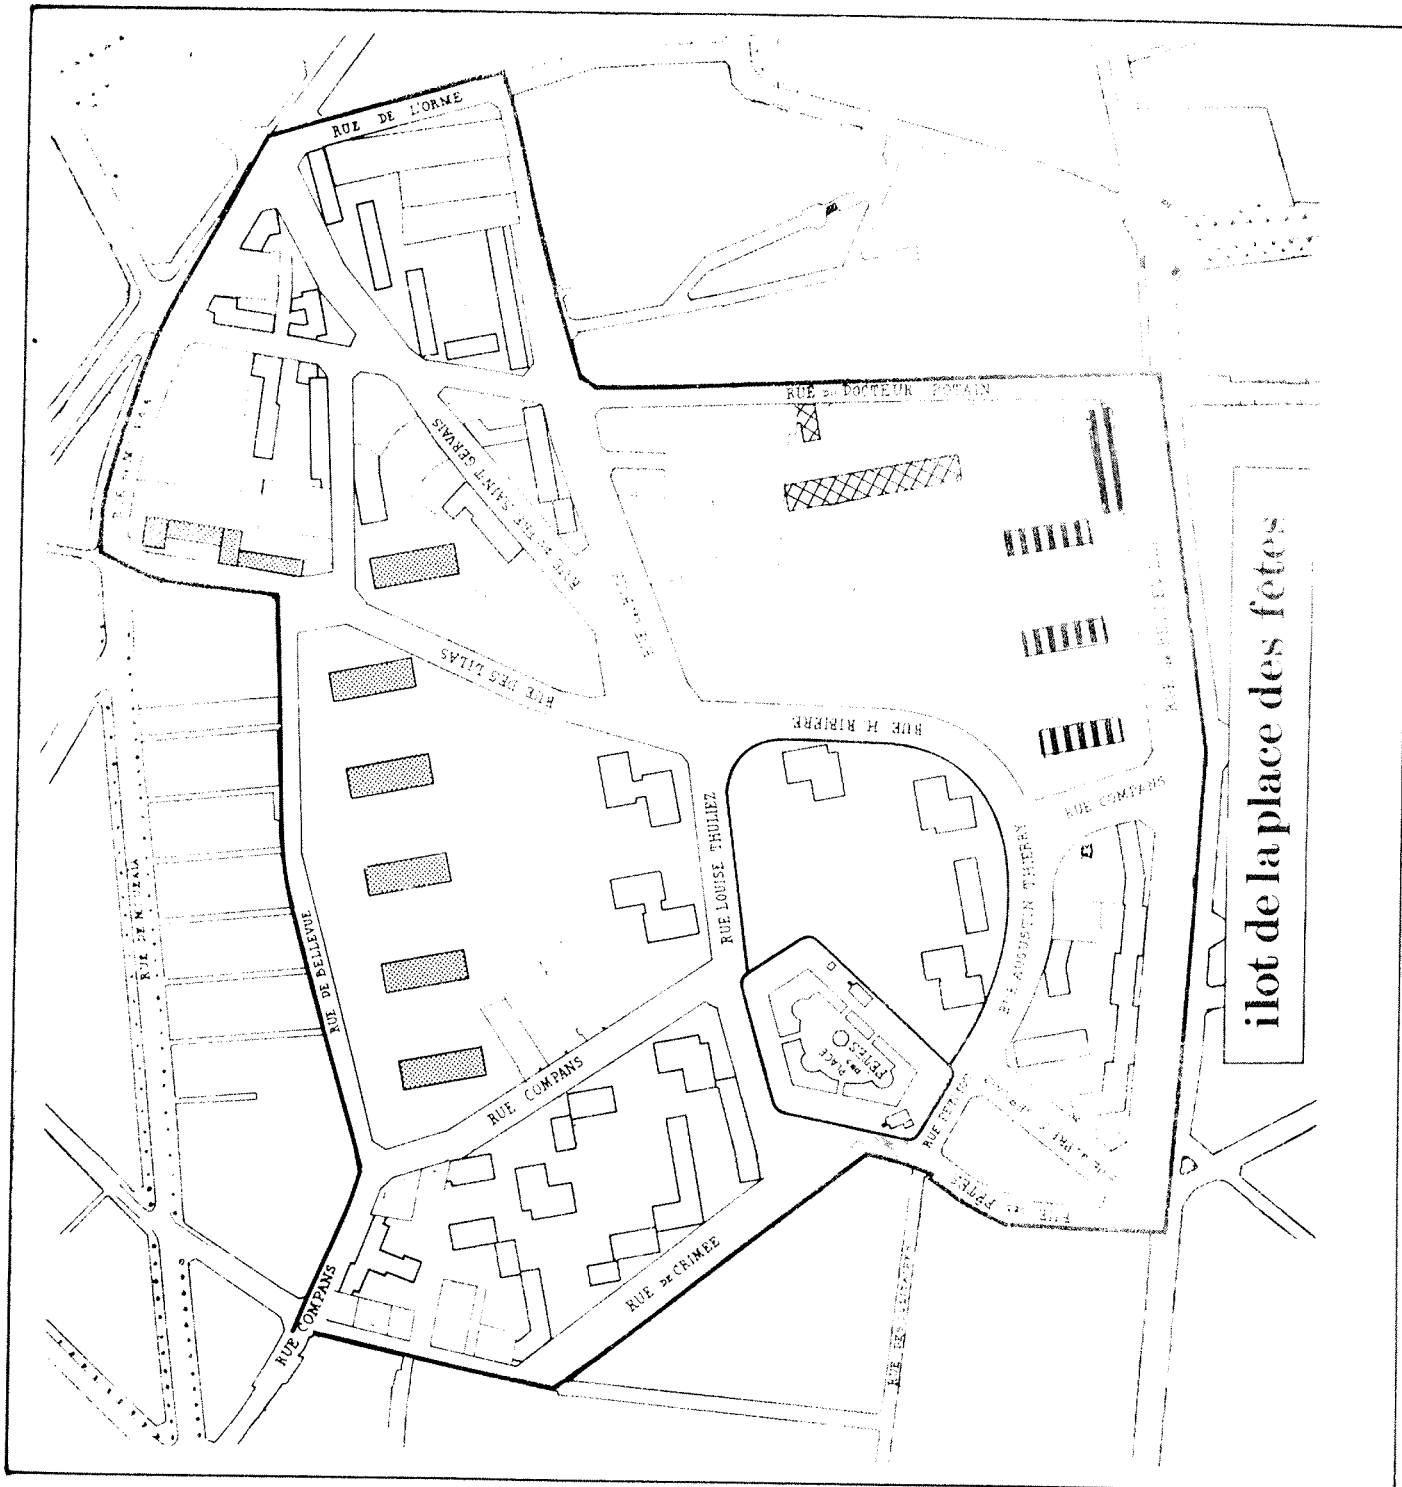 RUE DE L'ORME
RUE DU DOCTEUR POTAIN
RUE DU PRÉ SAINT GERVAIS
RUE DES LILAS
RUE H RIBIERE
RUE LOUISE THULIEZ
RUE COMPANS
RUE AUGUSTIN THIERRY
RUE DE BELLEVUE
PLACE
DES
FETES
RUE COMPANS
RUE DES FÊTES
RUE DE CRIMEE
RUE COMPANS
ilot de la place des fetes